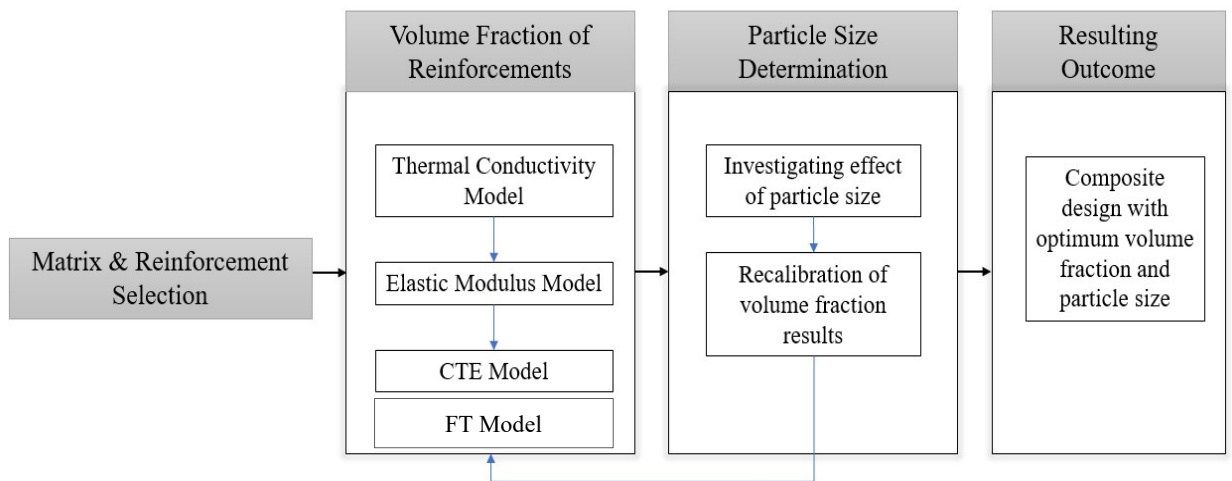 Matrix & Reinforcement
Selection
Volume Fraction of
Reinforcements
Thermal Conductivity
Model
Elastic Modulus Model
CTE Model
FT Model
Particle Size
Determination
Investigating effect
of particle size
Recalibration of
volume fraction
results
Resulting
Outcome
Composite
design with
optimum volume
fraction and
particle size